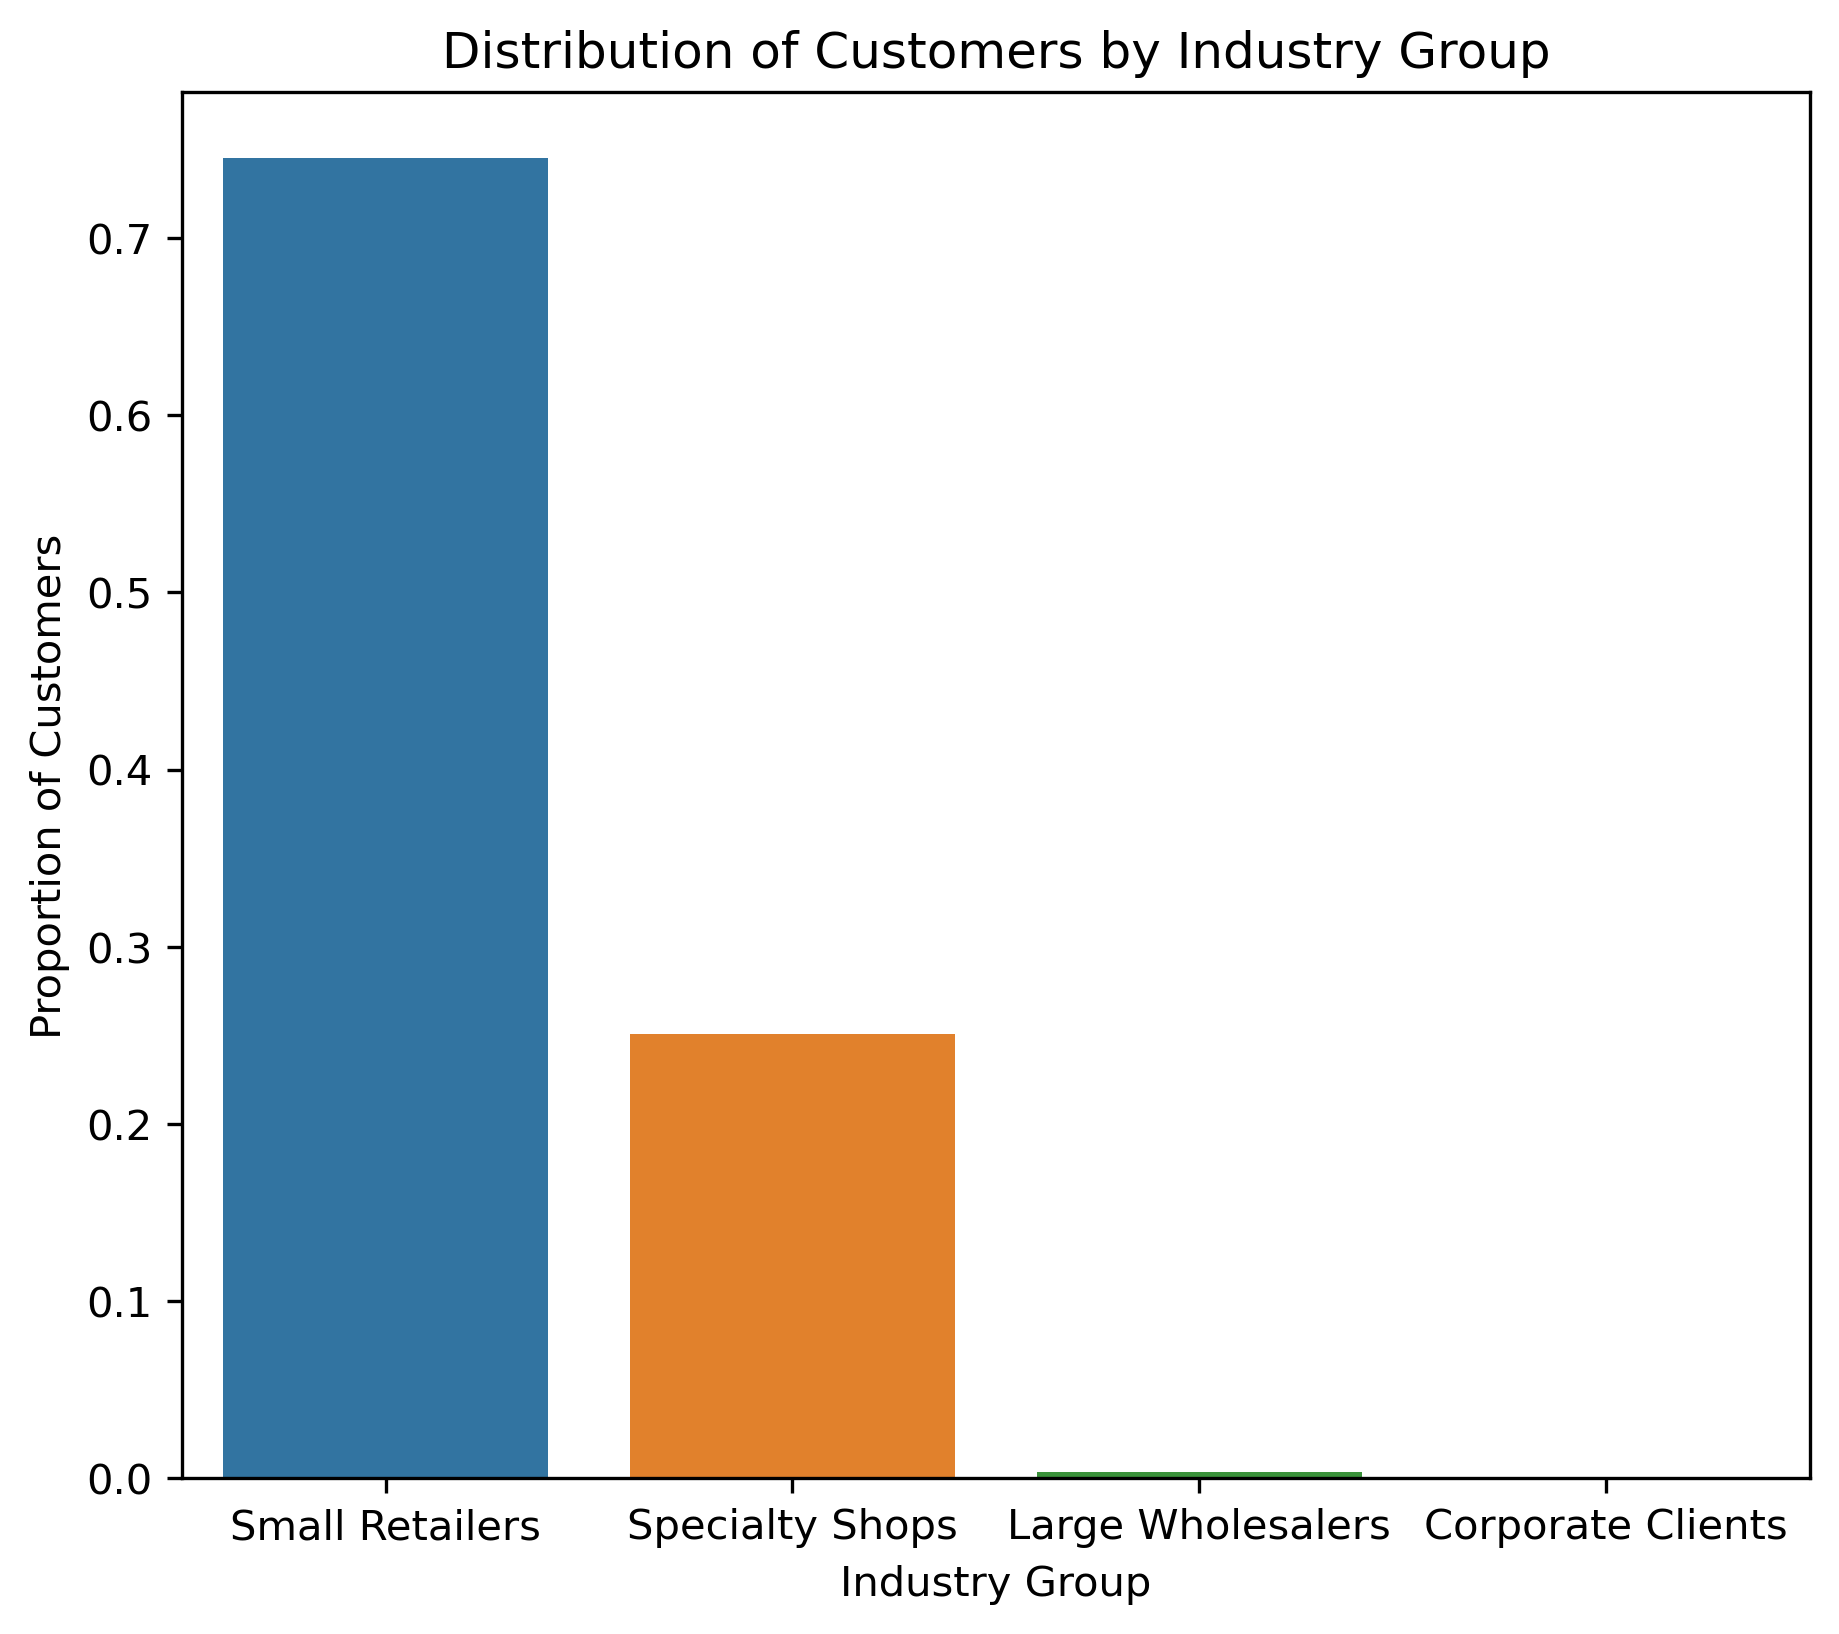 Distribution of Customers by Industry Group
Proportion of Customers
0.7
0.6
0.5
0.4
0.3
0.2
0.1
0.0
Small Retailers Specialty Shops Large Wholesalers Corporate Clients
Industry Group